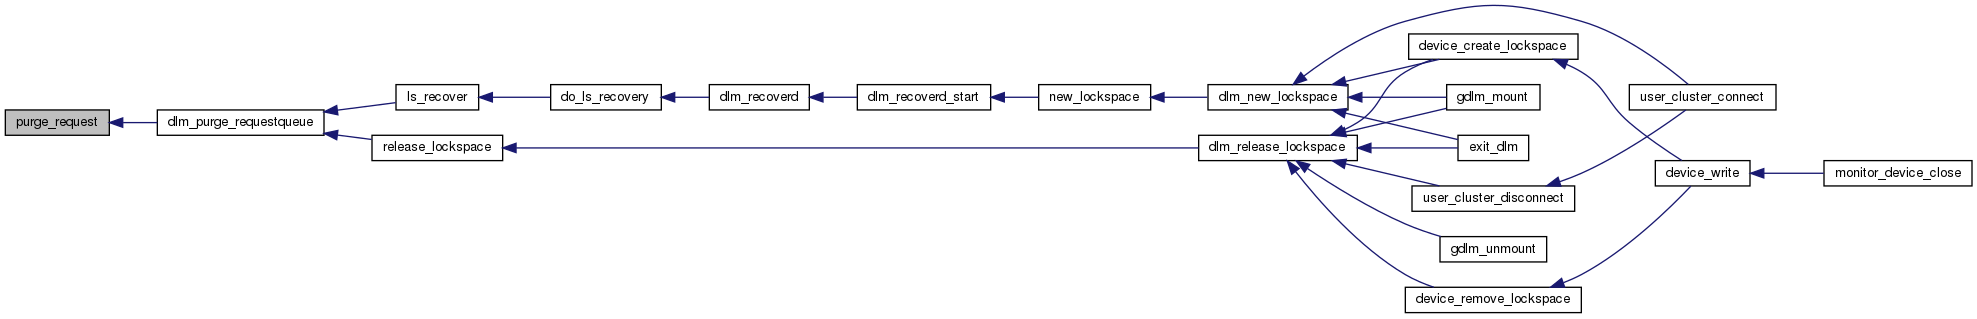 purge_request
dlm_purge_requestqueue
ls_recover
release_lockspace
do_ls_recovery
dlm_recoverd
dlm_recoverd_start
new_lockspace
dlm_new_lockspace
dlm_release_lockspace
device_create_lockspace
gdlm_mount
exit_dlm
user_cluster_disconnect
gdlm_unmount
device_remove_lockspace
user_cluster_connect
device_write
monitor_device_close